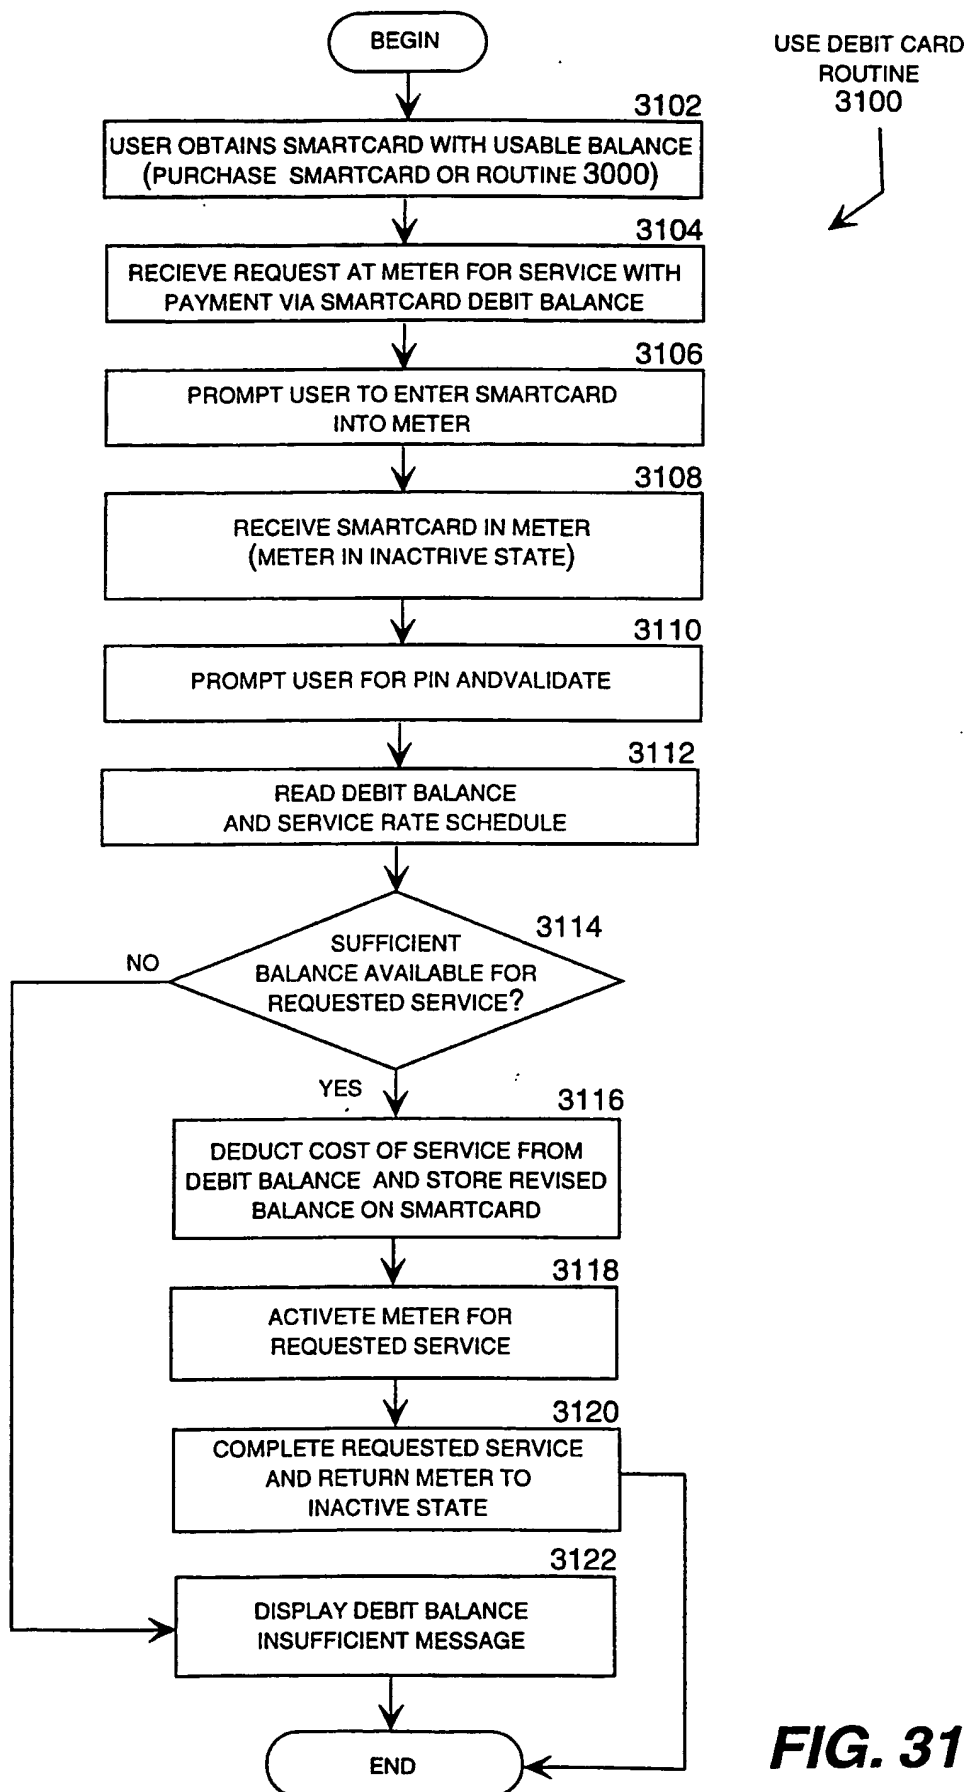 BEGIN
USE DEBIT CARD
ROUTINE
3100
3102
USER OBTAINS SMARTCARD WITH USABLE BALANCE
(PURCHASE SMARTCARD OR ROUTINE 3000)
3104
RECIEVE REQUEST AT METER FOR SERVICE WITH
PAYMENT VIA SMARTCARD DEBIT BALANCE
3106
PROMPT USER TO ENTER SMARTCARD
INTO METER
3108
RECEIVE SMARTCARD IN METER
(METER IN INACTRIVE STATE)
3110
PROMPT USER FOR PIN ANDVALIDATE
3112
READ DEBIT BALANCE
AND SERVICE RATE SCHEDULE
3114
SUFFICIENT
BALANCE AVAILABLE FOR
REQUESTED SERVICE?
NO
YES
3116
DEDUCT COST OF SERVICE FROM
DEBIT BALANCE AND STORE REVISED
BALANCE ON SMARTCARD
3118
ACTIVETE METER FOR
REQUESTED SERVICE
3120
COMPLETE REQUESTED SERVICE
AND RETURN METER TO
INACTIVE STATE
3122
DISPLAY DEBIT BALANCE
INSUFFICIENT MESSAGE
END
FIG. 31